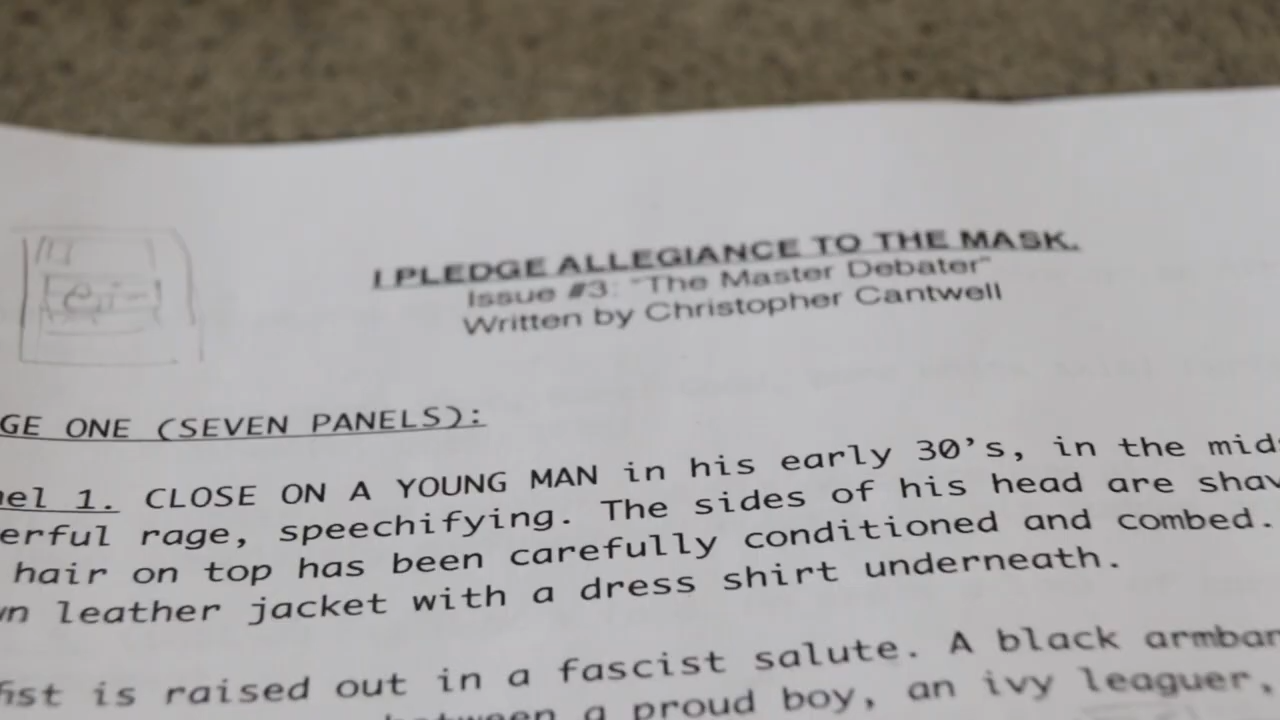 I PLEDGE ALLEGIANCE TO THE MASK.
Issue #3: "The Master Debater"
Written by Christopher Cantwell
GE ONE (SEVEN PANELS):
el 1. CLOSE ON A YOUNG MAN in his early 30's, in the mids
erful rage, speechifying. The sides of his head are shav
hair on top has been carefully conditioned and combed.
wn leather jacket with a dress shirt underneath.
fist is raised out in a fascist salute. A black armban
between a proud boy, an ivy leaguer,